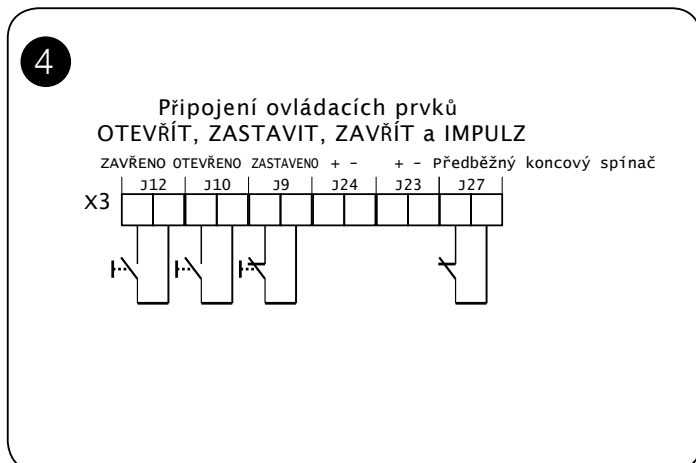 4
Připojení ovládacích prvků
OTEVŘÍT, ZASTAVIT, ZAVŘÍT a IMPULZ
ZAVŘENO OTEVŘENO ZASTAVENO + - + - Předběžný koncový spínač
J12 J10 J9 J24 J23 J27
X3